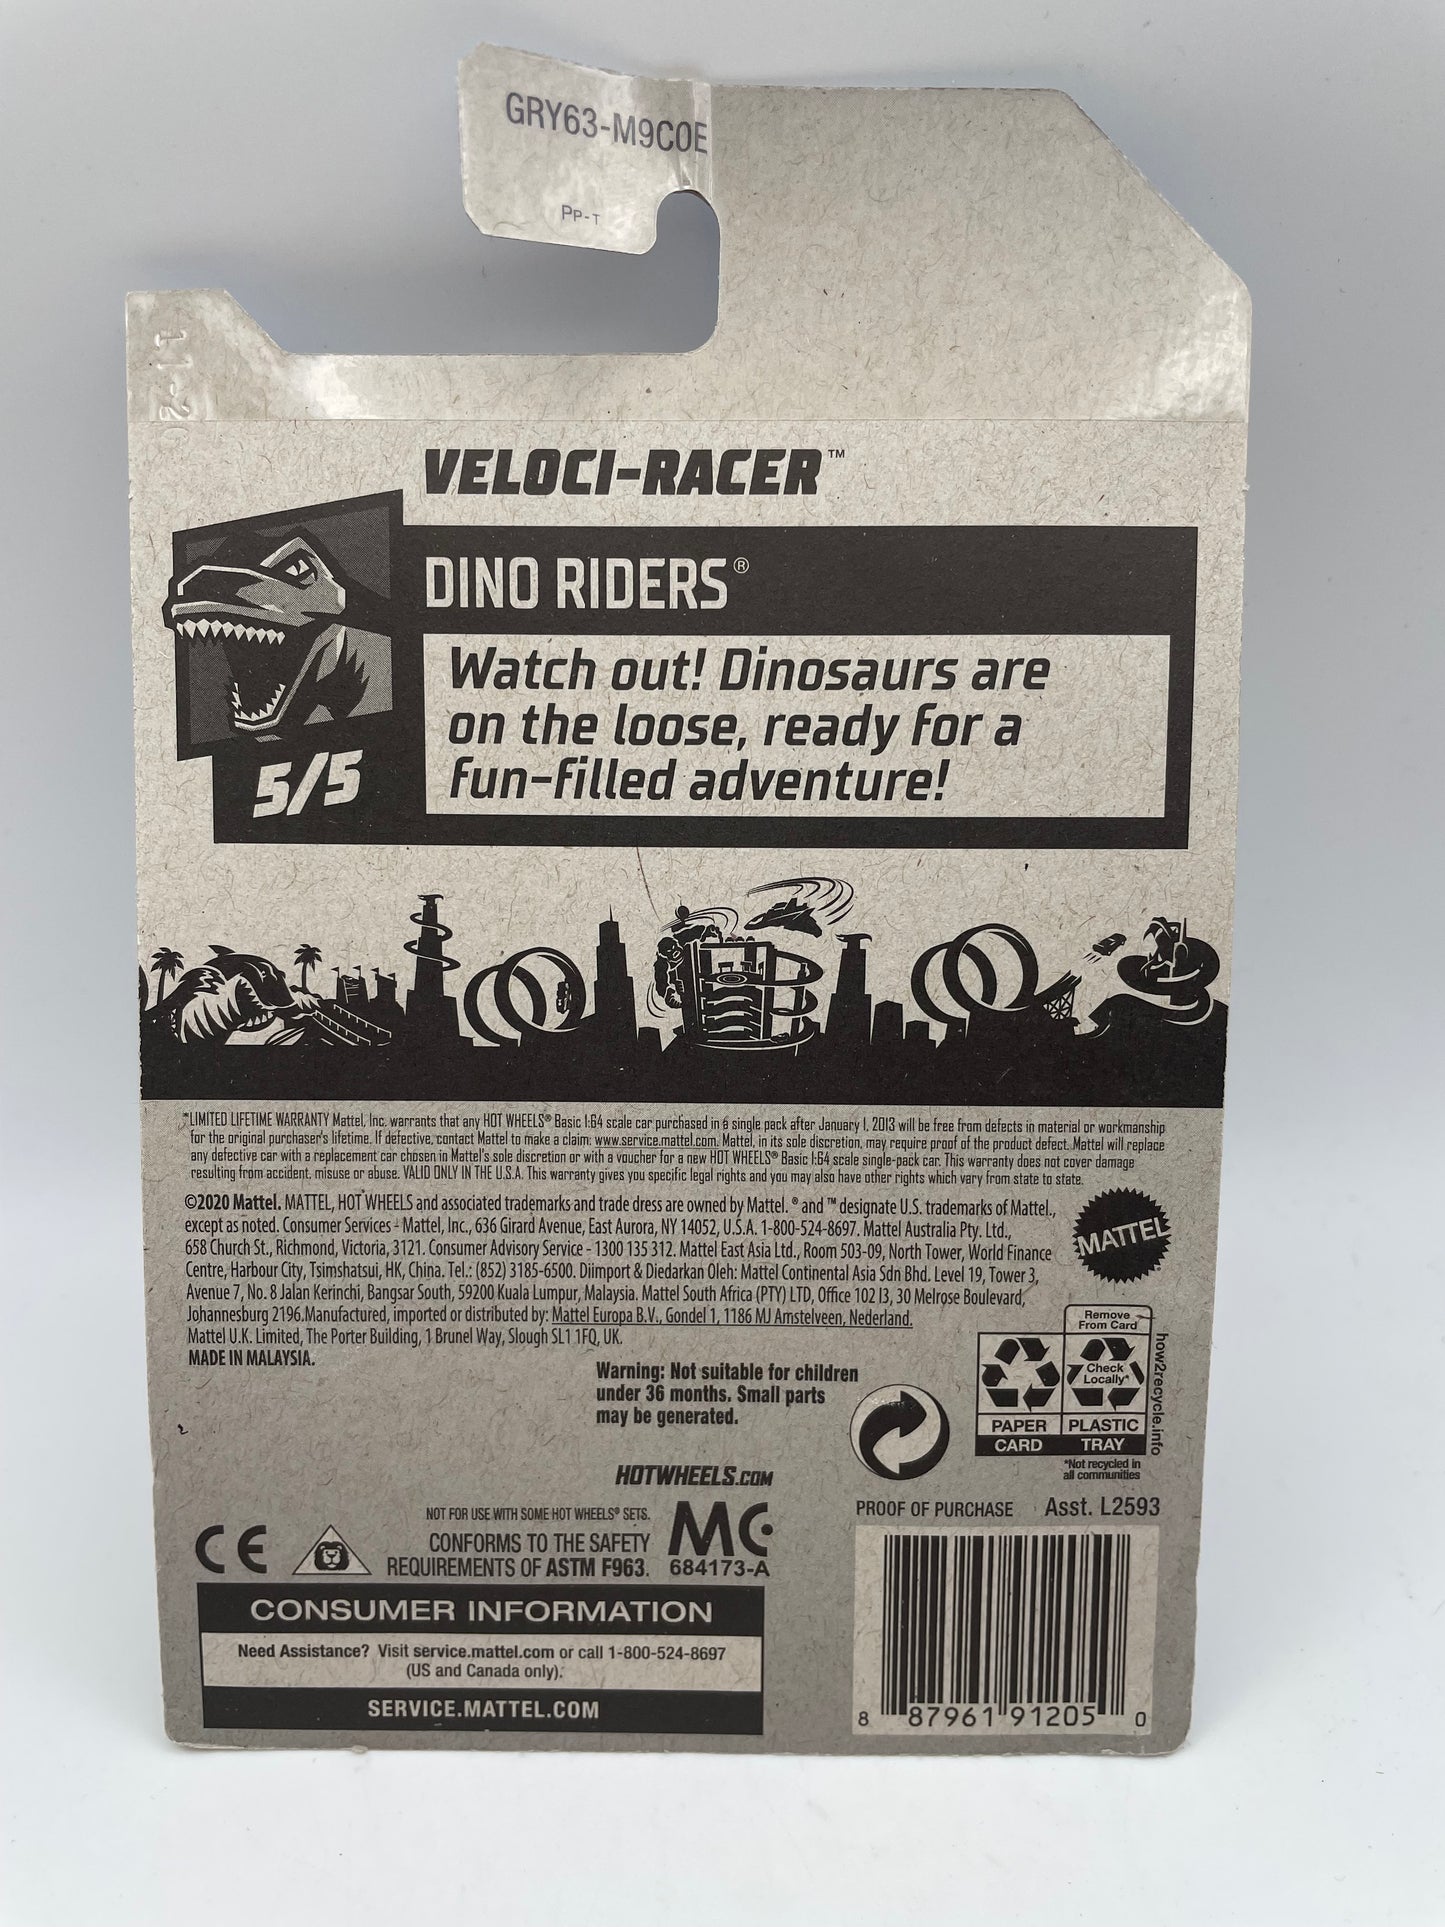 GRY63-M9C0E
PP-T
VELOCI-RACER™
DINO RIDERS®
Watch out! Dinosaurs are
on the loose, ready for a
fun-filled adventure!
5/5
*LIMITED LIFETIME WARRANTY Mattel, Inc. warrants that any HOT WHEELS® Basic 1:64 scale car purchased in a single pack after January 1, 2013 will be free from defects in material or workmanship
for the original purchaser's lifetime. If defective, contact Mattel to make a claim: www.service.mattel.com. Mattel, in its sole discretion, may require proof of the product defect. Mattel will replace
any defective car with a replacement car chosen in Mattel's sole discretion or with a voucher for a new HOT WHEELS® Basic 1:64 scale single-pack car. This warranty does not cover damage
resulting from accident, misuse or abuse. VALID ONLY IN THE U.S.A. This warranty gives you specific legal rights and you may also have other rights which vary from state to state.
©2020 Mattel. MATTEL, HOT WHEELS and associated trademarks and trade dress are owned by Mattel. ® and ™ designate U.S. trademarks of Mattel.,
except as noted. Consumer Services - Mattel, Inc., 636 Girard Avenue, East Aurora, NY 14052, U.S.A. 1-800-524-8697. Mattel Australia Pty. Ltd.,
658 Church St., Richmond, Victoria, 3121. Consumer Advisory Service - 1300 135 312. Mattel East Asia Ltd., Room 503-09, North Tower, World Finance
Centre, Harbour City, Tsimshatsui, HK, China. Tel.: (852) 3185-6500. Diimport & Diedarkan Oleh: Mattel Continental Asia Sdn Bhd. Level 19, Tower 3,
Avenue 7, No. 8 Jalan Kerinchi, Bangsar South, 59200 Kuala Lumpur, Malaysia. Mattel South Africa (PTY) LTD, Office 102 I3, 30 Melrose Boulevard,
Johannesburg 2196.Manufactured, imported or distributed by: Mattel Europa B.V., Gondel 1, 1186 MJ Amstelveen, Nederland.
Mattel U.K. Limited, The Porter Building, 1 Brunel Way, Slough SL1 1FQ, UK.
MADE IN MALAYSIA.
MATTEL
Warning: Not suitable for children
under 36 months. Small parts
may be generated.
Remove
From Card
Check
Locally*
PAPER
PLASTIC
CARD
TRAY
how2recycle.info
*Not recycled in
all communities
HOTWHEELS.COM
NOT FOR USE WITH SOME HOT WHEELS® SETS.
CONFORMS TO THE SAFETY
REQUIREMENTS OF ASTM F963.
CE
MC
684173-A
PROOF OF PURCHASE Asst. L2593
CONSUMER INFORMATION
Need Assistance? Visit service.mattel.com or call 1-800-524-8697
(US and Canada only).
SERVICE.MATTEL.COM
8 87961 91205 0